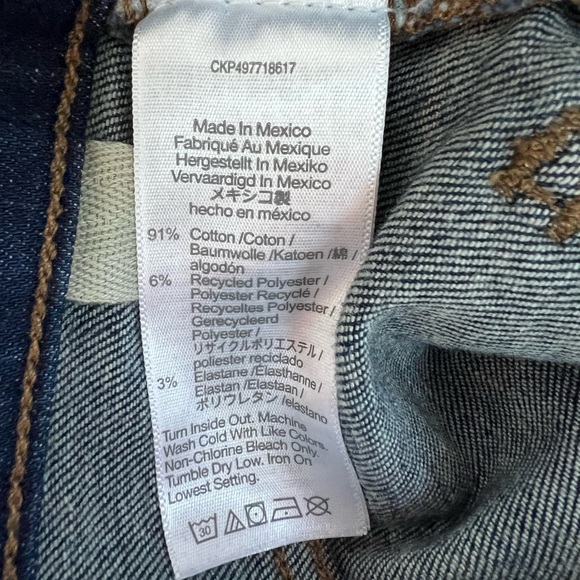 CKP497718617
Made In Mexico
Fabriqué Au Mexique
Hergestellt In Mexiko
Vervaardigd In Mexico
メキシコ製
hecho en méxico
91% Cotton /Coton /
Baumwolle /Katoen /綿 /
algodón
6% Recycled Polyester /
Polyester Recyclé /
Recyceltes Polyester /
Gerecycleerd
Polyester /
リサイクルポリエステル /
poliester reciclado
3% Elastane /Elasthanne /
Elastan /Elastaan /
ポリウレタン /elastano
Turn Inside Out. Machine
Wash Cold With Like Colors.
Non-Chlorine Bleach Only.
Tumble Dry Low. Iron On
Lowest Setting.
30